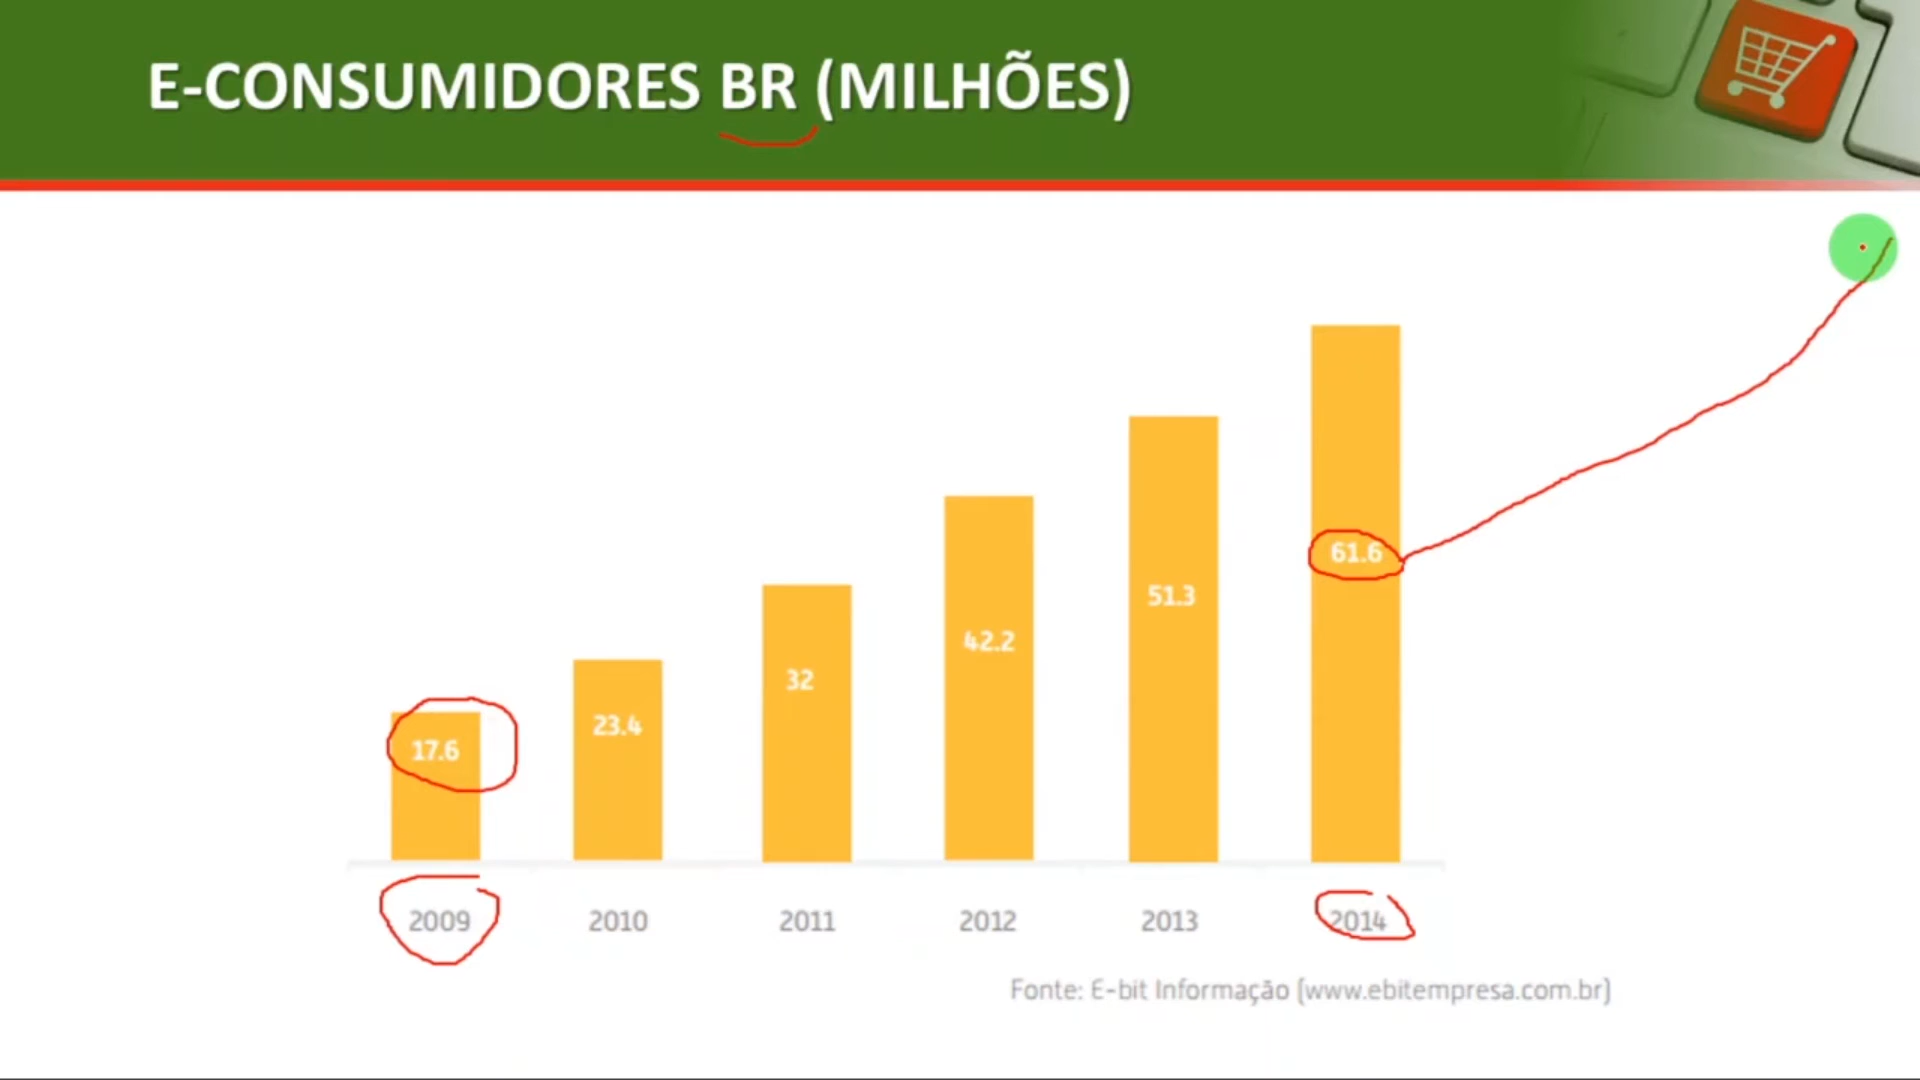 E-CONSUMIDORES BR (MILHÕES)
61.6
51.3
42.2
32
23.4
17.6
2009 2010 2011 2012 2013 2014
Fonte: E-bit Informação (www.ebitempresa.com.br)